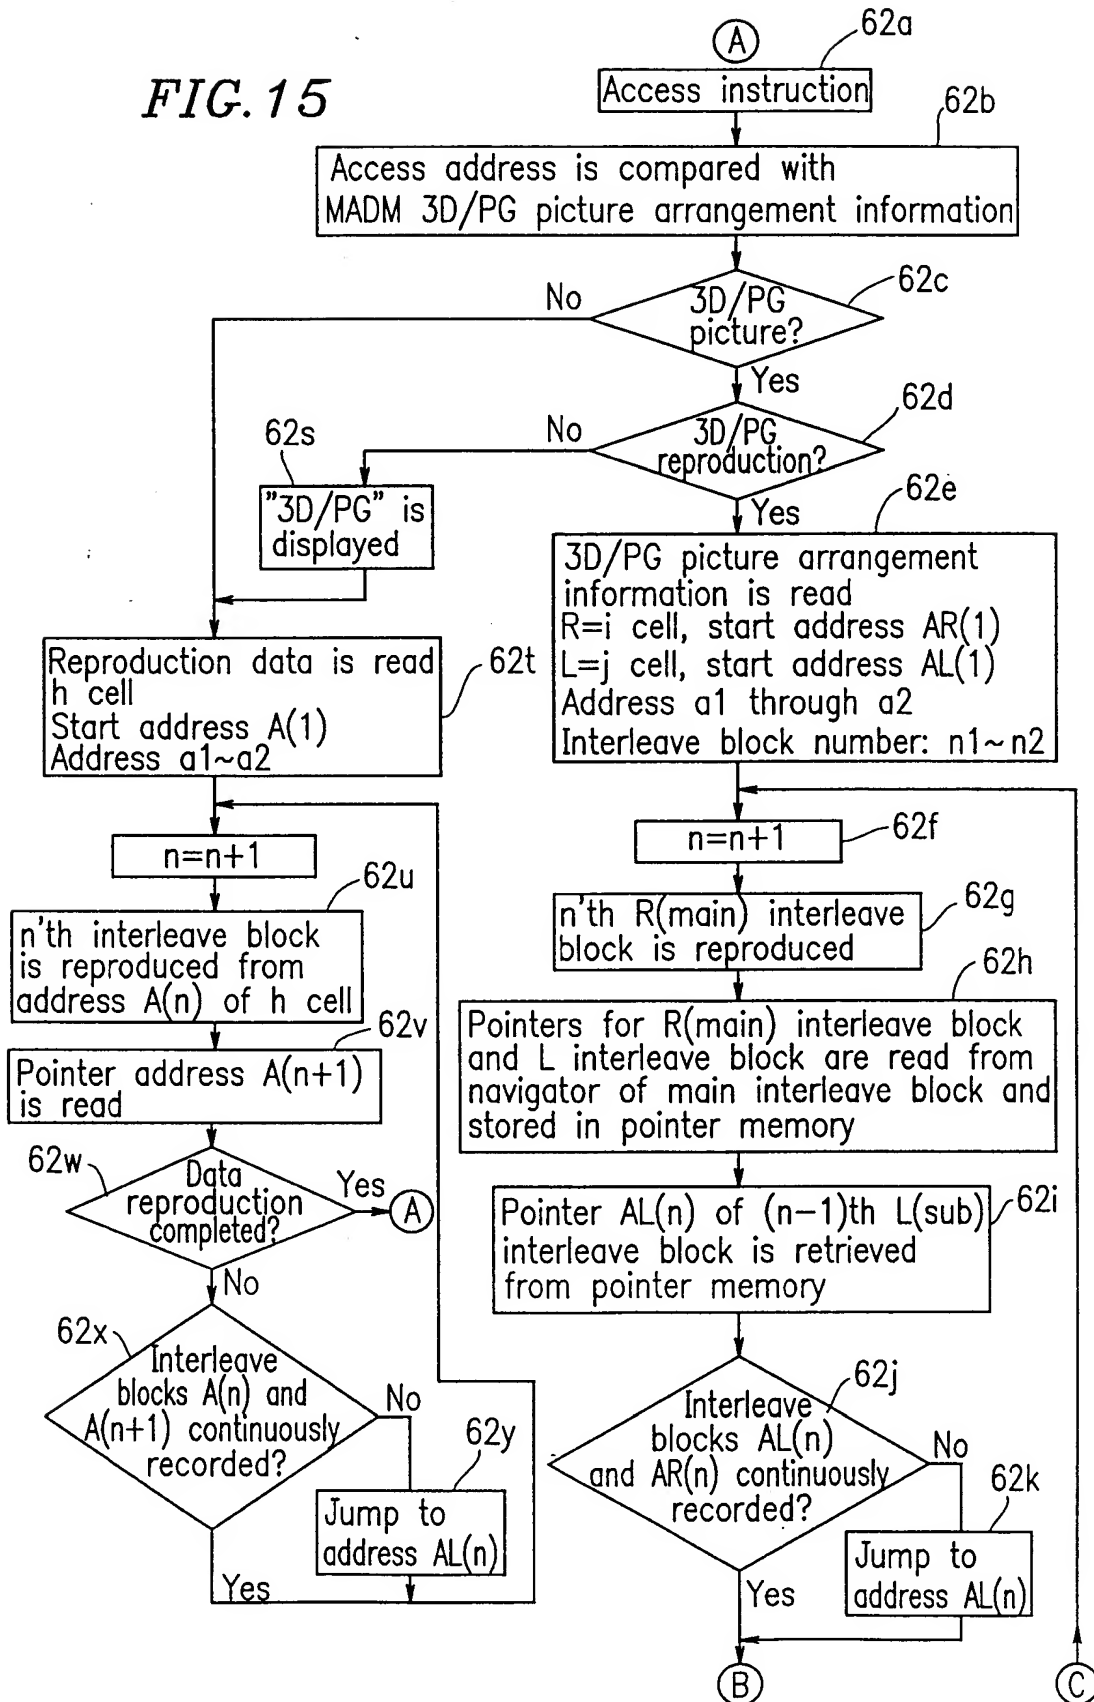 FIG. 15
A
62a
Access instruction
62b
Access address is compared with
MADM 3D/PG picture arrangement information
62c
3D/PG
picture?
No
Yes
62d
3D/PG
reproduction?
No
Yes
62s
"3D/PG" is
displayed
62e
3D/PG picture arrangement
information is read
R=i cell, start address AR(1)
L=j cell, start address AL(1)
Address a1 through a2
Interleave block number: n1~n2
62t
Reproduction data is read
h cell
Start address A(1)
Address a1~a2
n=n+1
62u
n'th interleave block
is reproduced from
address A(n) of h cell
62v
Pointer address A(n+1)
is read
62w
Data
reproduction
completed?
Yes
A
No
62x
Interleave
blocks A(n) and
A(n+1) continuously
recorded?
No
62y
Jump to
address AL(n)
Yes
62f
n=n+1
62g
n'th R(main) interleave
block is reproduced
62h
Pointers for R(main) interleave block
and L interleave block are read from
navigator of main interleave block and
stored in pointer memory
62i
Pointer AL(n) of (n-1)th L(sub)
interleave block is retrieved
from pointer memory
62j
Interleave
blocks AL(n)
and AR(n) continuously
recorded?
No
62k
Jump to
address AL(n)
Yes
B
C